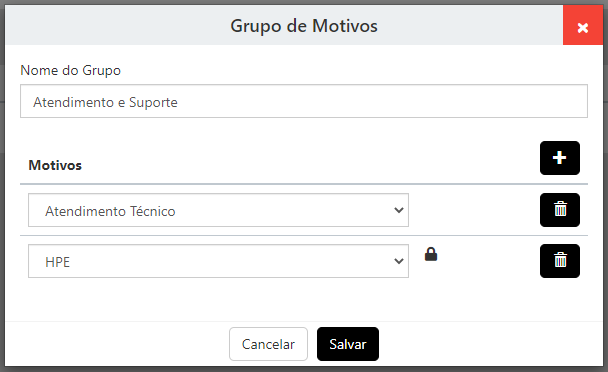 Grupo de Motivos
Nome do Grupo
Atendimento e Suporte
Motivos
Atendimento Técnico
HPE
Cancelar
Salvar